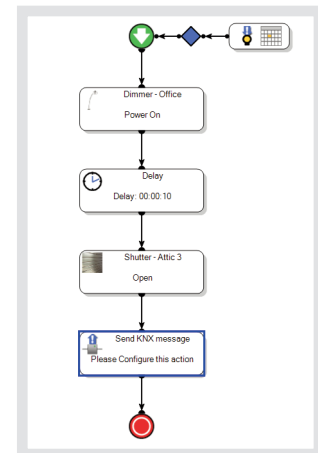 Dimmer - Office
Power On
Delay
Delay: 00:00:10
Shutter - Attic 3
Open
Send KNX message
Please Configure this action